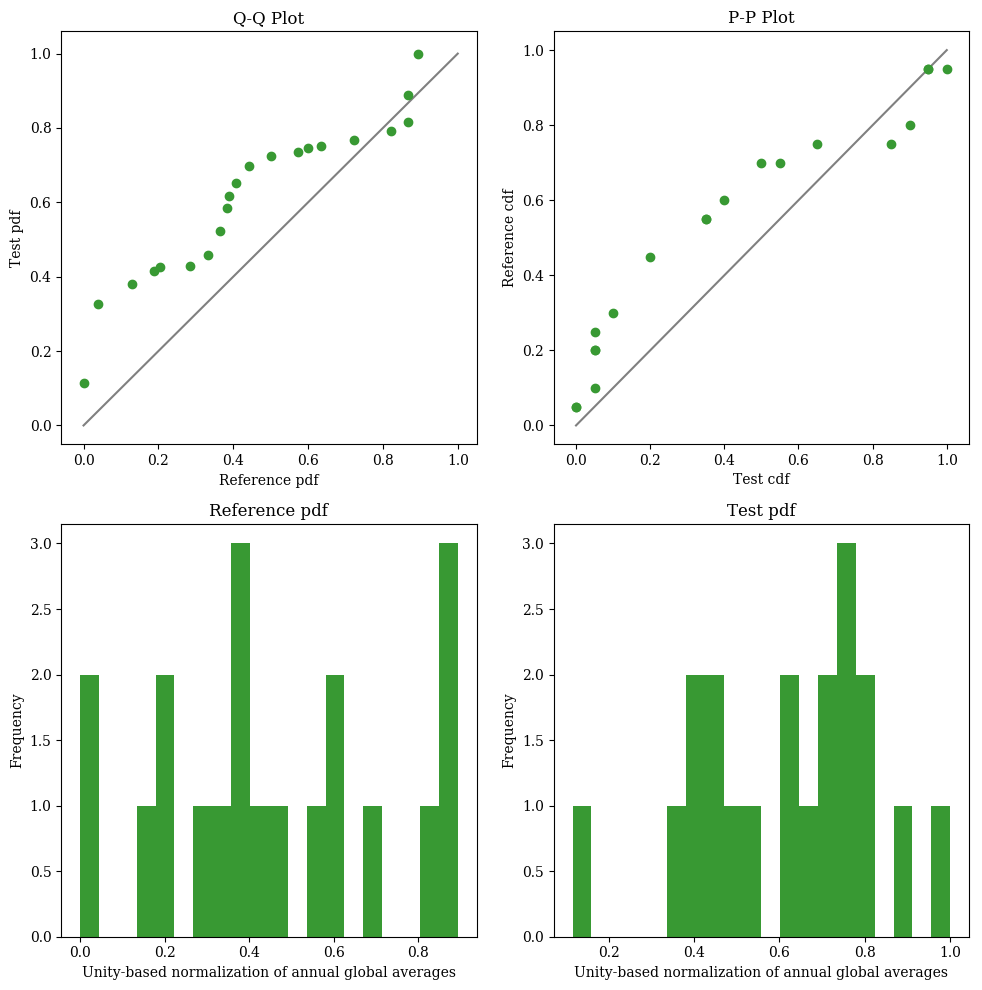 Q-Q Plot
1.0
0.8
0.6
0.4
0.2
0.0
Test pdf
0.0 0.2 0.4 0.6 0.8 1.0
Reference pdf
P-P Plot
1.0
0.8
0.6
0.4
0.2
0.0
Reference cdf
0.0 0.2 0.4 0.6 0.8 1.0
Test cdf
Reference pdf
3.0
2.5
2.0
1.5
1.0
0.5
0.0
Frequency
0.0 0.2 0.4 0.6 0.8
Unity-based normalization of annual global averages
Test pdf
3.0
2.5
2.0
1.5
1.0
0.5
0.0
Frequency
0.2 0.4 0.6 0.8 1.0
Unity-based normalization of annual global averages